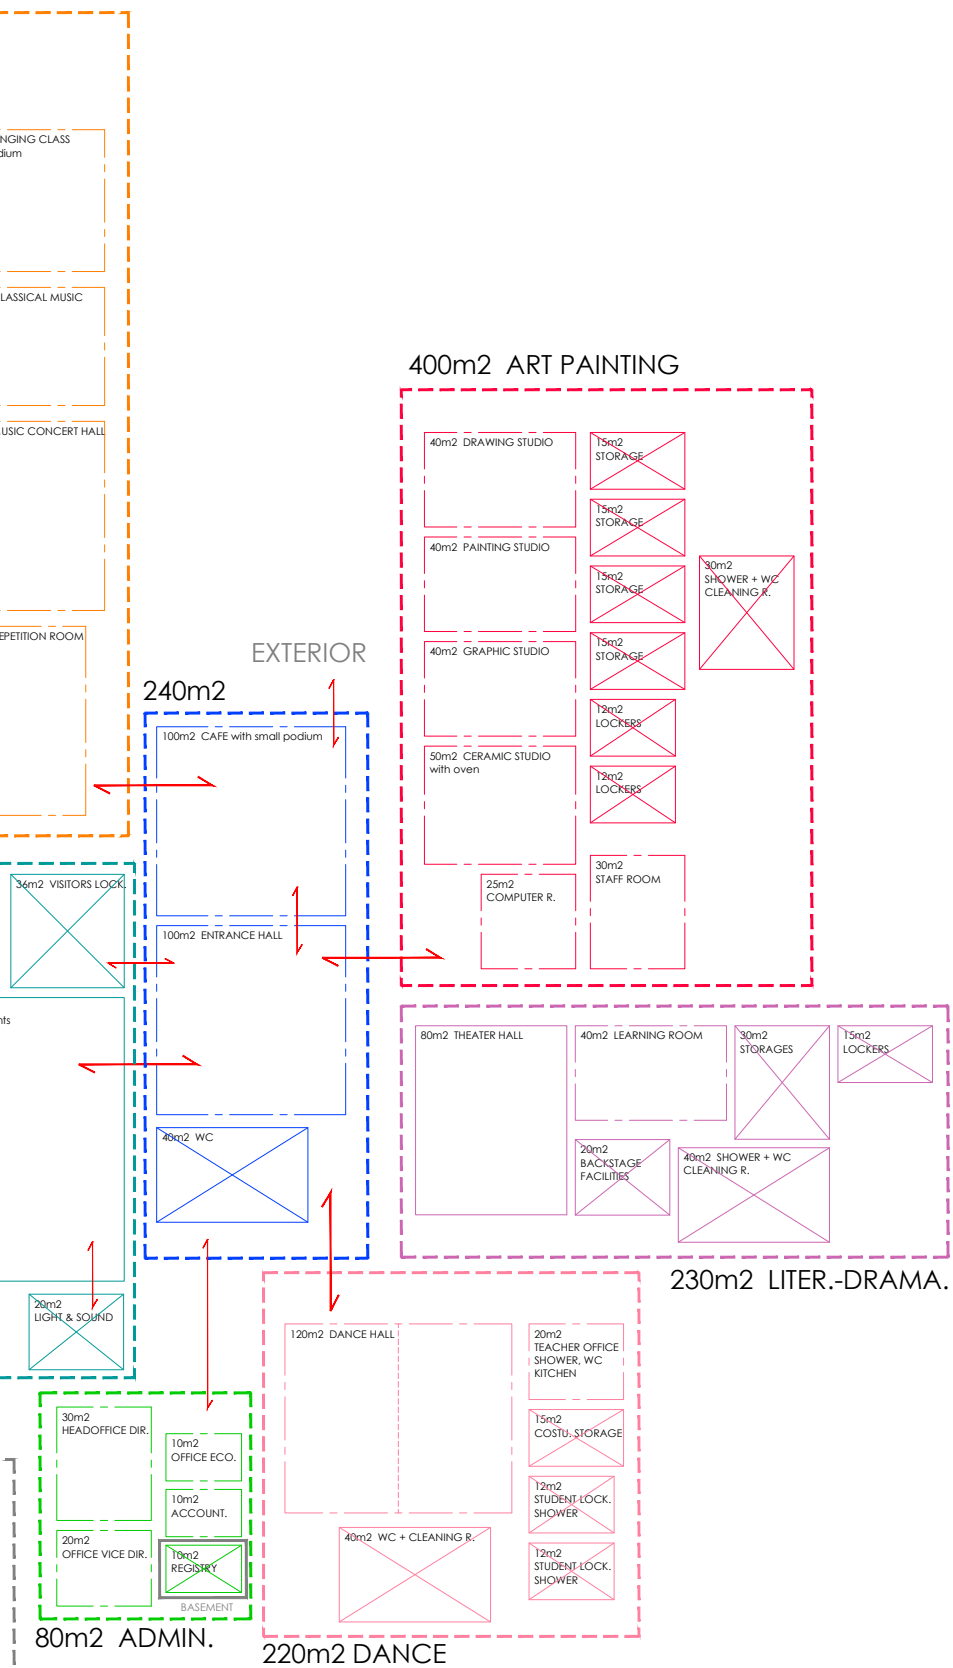 NGING CLASS
dium
LASSICAL MUSIC
USIC CONCERT HALL
EPETITION ROOM
400m2 ART PAINTING
40m2 DRAWING STUDIO
15m2
STORAGE
15m2
STORAGE
40m2 PAINTING STUDIO
15m2
STORAGE
30m2
SHOWER + WC
CLEANING R.
40m2 GRAPHIC STUDIO
15m2
STORAGE
12m2
LOCKERS
50m2 CERAMIC STUDIO
with oven
12m2
LOCKERS
25m2
COMPUTER R.
30m2
STAFF ROOM
EXTERIOR
240m2
100m2 CAFE with small podium
100m2 ENTRANCE HALL
40m2 WC
36m2 VISITORS LOCK.
nts
20m2
LIGHT & SOUND
80m2 THEATER HALL
40m2 LEARNING ROOM
30m2
STORAGES
15m2
LOCKERS
20m2
BACKSTAGE
FACILITIES
40m2 SHOWER + WC
CLEANING R.
230m2 LITER.-DRAMA.
120m2 DANCE HALL
20m2
TEACHER OFFICE
SHOWER, WC
KITCHEN
15m2
COSTU. STORAGE
12m2
STUDENT LOCK.
SHOWER
40m2 WC + CLEANING R.
12m2
STUDENT LOCK.
SHOWER
220m2 DANCE
30m2
HEADOFFICE DIR.
10m2
OFFICE ECO.
10m2
ACCOUNT.
20m2
OFFICE VICE DIR.
10m2
REGISTRY
BASEMENT
80m2 ADMIN.